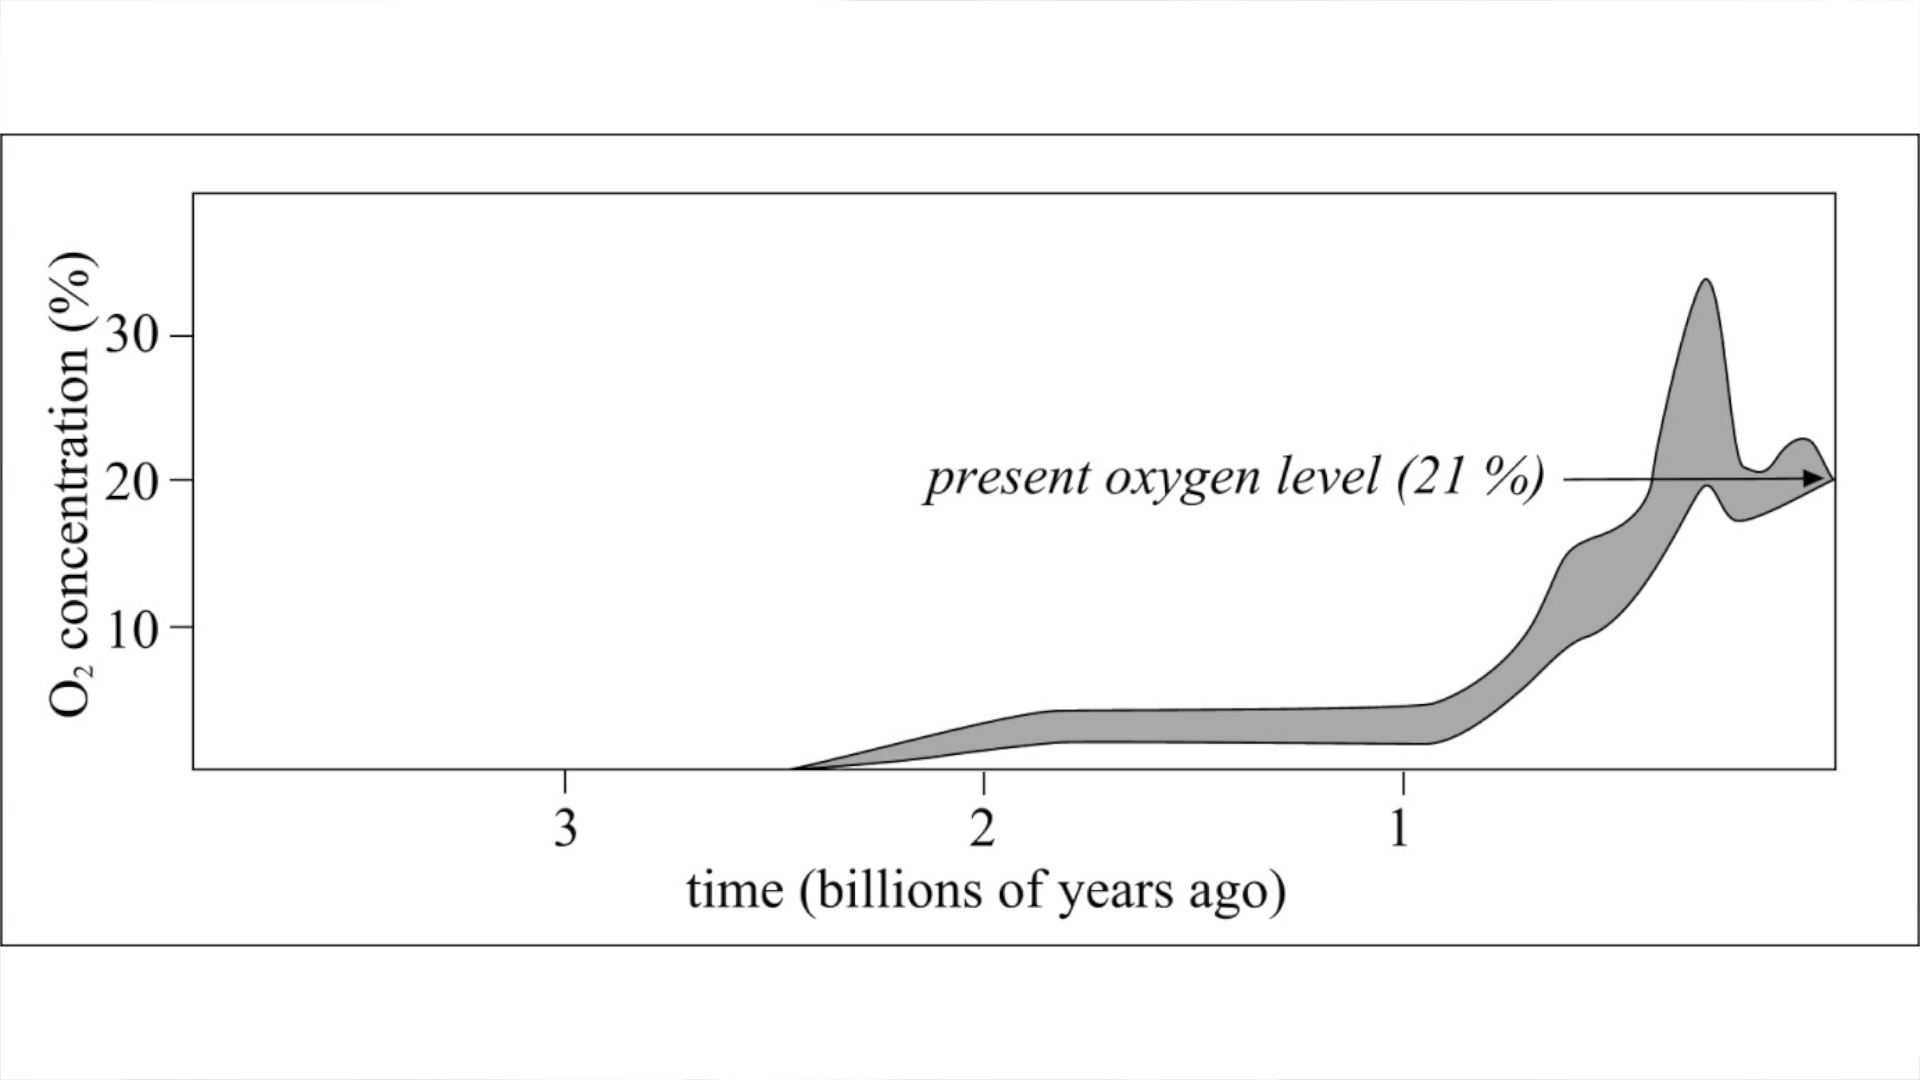 O₂ concentration (%)
30
20
10
present oxygen level (21 %)
3
2
1
time (billions of years ago)